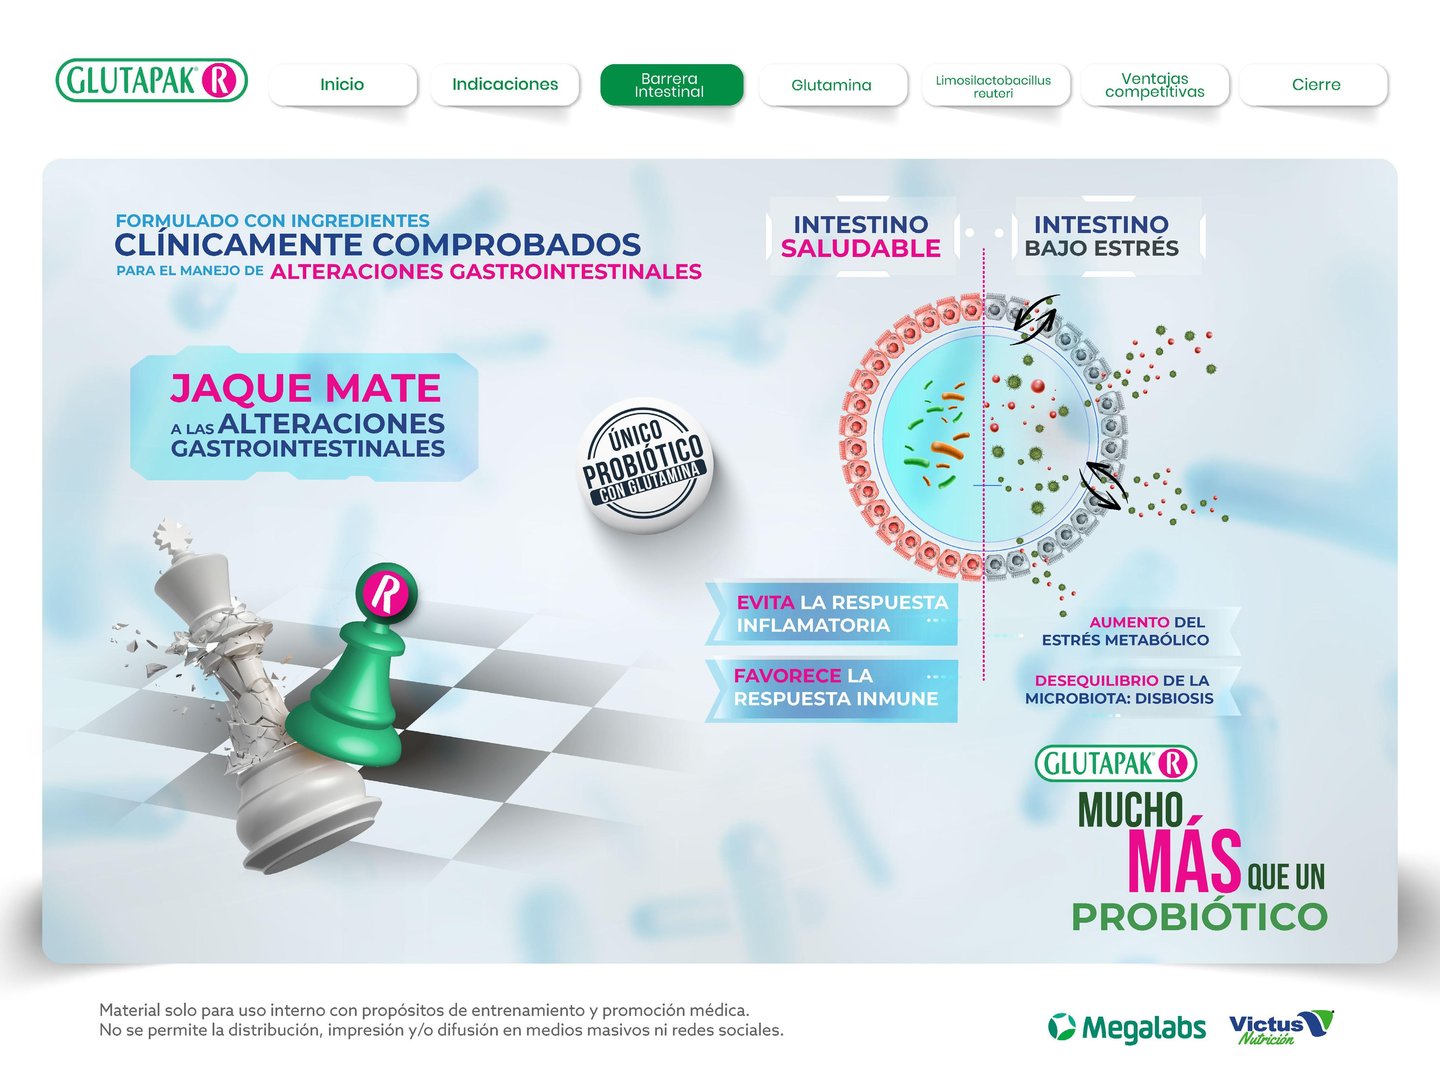 GLUTAPAK R
Inicio
Indicaciones
Barrera
Intestinal
Glutamina
Limosilactobacillus
reuteri
Ventajas
competitivas
Cierre
FORMULADO CON INGREDIENTES
CLÍNICAMENTE COMPROBADOS
PARA EL MANEJO DE ALTERACIONES GASTROINTESTINALES
JAQUE MATE
A LAS ALTERACIONES
GASTROINTESTINALES
R
ÚNICO
PROBIÓTICO
CON GLUTAMINA
INTESTINO
SALUDABLE
INTESTINO
BAJO ESTRÉS
EVITA LA RESPUESTA
INFLAMATORIA
FAVORECE LA
RESPUESTA INMUNE
AUMENTO DEL
ESTRÉS METABÓLICO
DESEQUILIBRIO DE LA
MICROBIOTA: DISBIOSIS
GLUTAPAK R
MUCHO
MÁS QUE UN
PROBIÓTICO
Material solo para uso interno con propósitos de entrenamiento y promoción médica.
No se permite la distribución, impresión y/o difusión en medios masivos ni redes sociales.
Megalabs
Victus
Nutrición